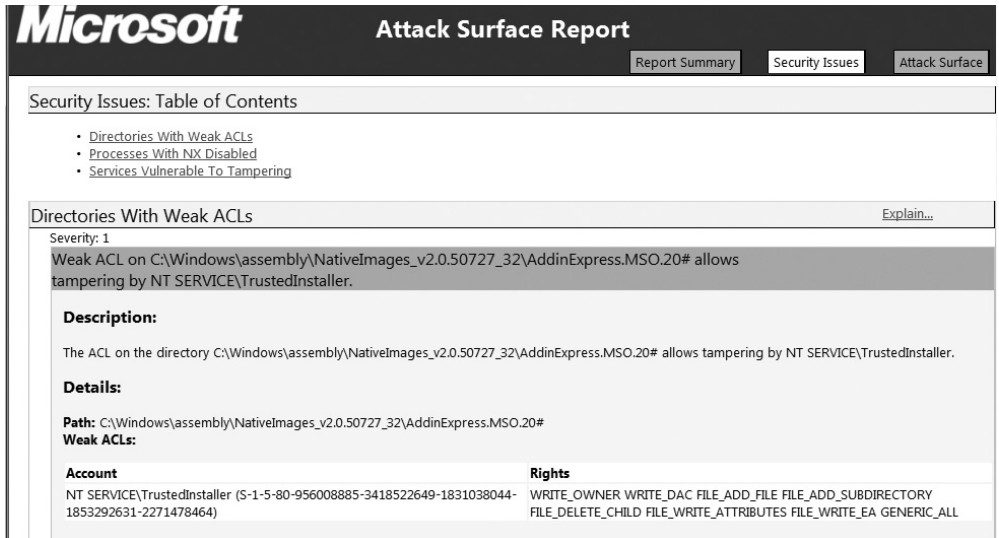 Microsoft
Attack Surface Report
Report Summary
Security Issues
Attack Surface
Security Issues: Table of Contents
• Directories With Weak ACLs
• Processes With NX Disabled
• Services Vulnerable To Tampering
Directories With Weak ACLs
Explain...
Severity: 1
Weak ACL on C:\Windows\assembly\NativeImages_v2.0.50727_32\AddinExpress.MSO.20# allows
tampering by NT SERVICE\TrustedInstaller.
Description:
The ACL on the directory C:\Windows\assembly\NativeImages_v2.0.50727_32\AddinExpress.MSO.20# allows tampering by NT SERVICE\TrustedInstaller.
Details:
Path: C:\Windows\assembly\NativeImages_v2.0.50727_32\AddinExpress.MSO.20#
Weak ACLs:
Account
Rights
NT SERVICE\TrustedInstaller (S-1-5-80-956008885-3418522649-1831038044-
1853292631-2271478464)
WRITE_OWNER WRITE_DAC FILE_ADD_FILE FILE_ADD_SUBDIRECTORY
FILE_DELETE_CHILD FILE_WRITE_ATTRIBUTES FILE_WRITE_EA GENERIC_ALL